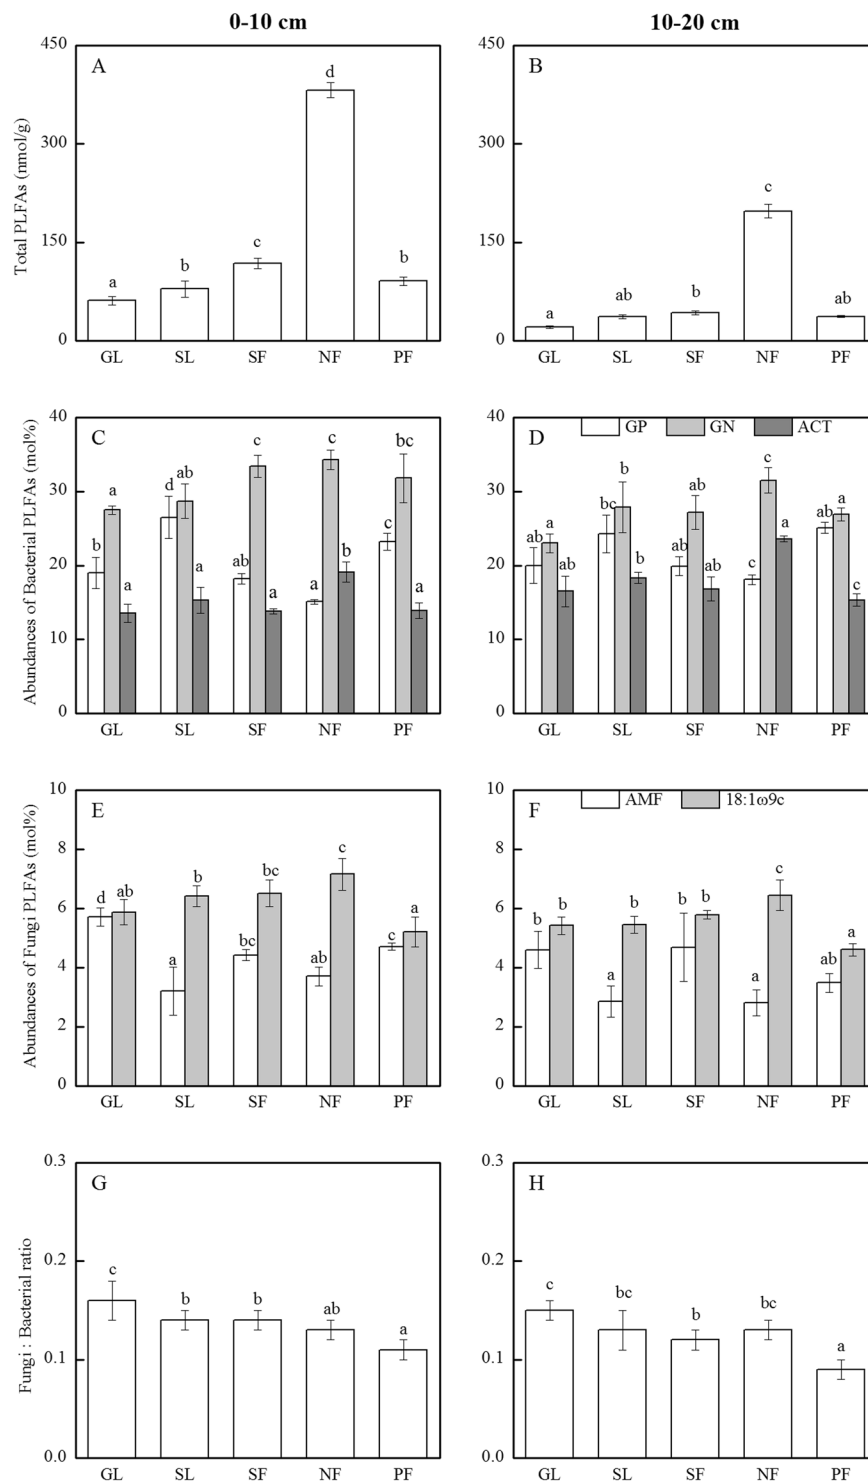 0-10 cm
10-20 cm
Total PLFAs (nmol/g)
450
300
150
0
A
a
b
c
d
b
GL SL SF NF PF
450
300
150
0
B
a
ab
b
c
ab
GL SL SF NF PF
Abundances of Bacterial PLFAs (mol%)
40
30
20
10
0
C
b a a
d ab a
ab c a
a c b
c bc a
GL SL SF NF PF
40
30
20
10
0
D
GP GN ACT
ab a ab
bc b b
ab ab ab
c c a
ab a c
GL SL SF NF PF
Abundances of Fungi PLFAs (mol%)
10
8
6
4
2
0
E
d ab
a b
bc bc
ab c
c a
GL SL SF NF PF
10
8
6
4
2
0
F
AMF 18:1ω9c
b b
a b
b b
a c
ab a
GL SL SF NF PF
Fungi : Bacterial ratio
0.3
0.2
0.1
0.0
G
c
b
b
ab
a
GL SL SF NF PF
0.3
0.2
0.1
0.0
H
c
bc
b
bc
a
GL SL SF NF PF